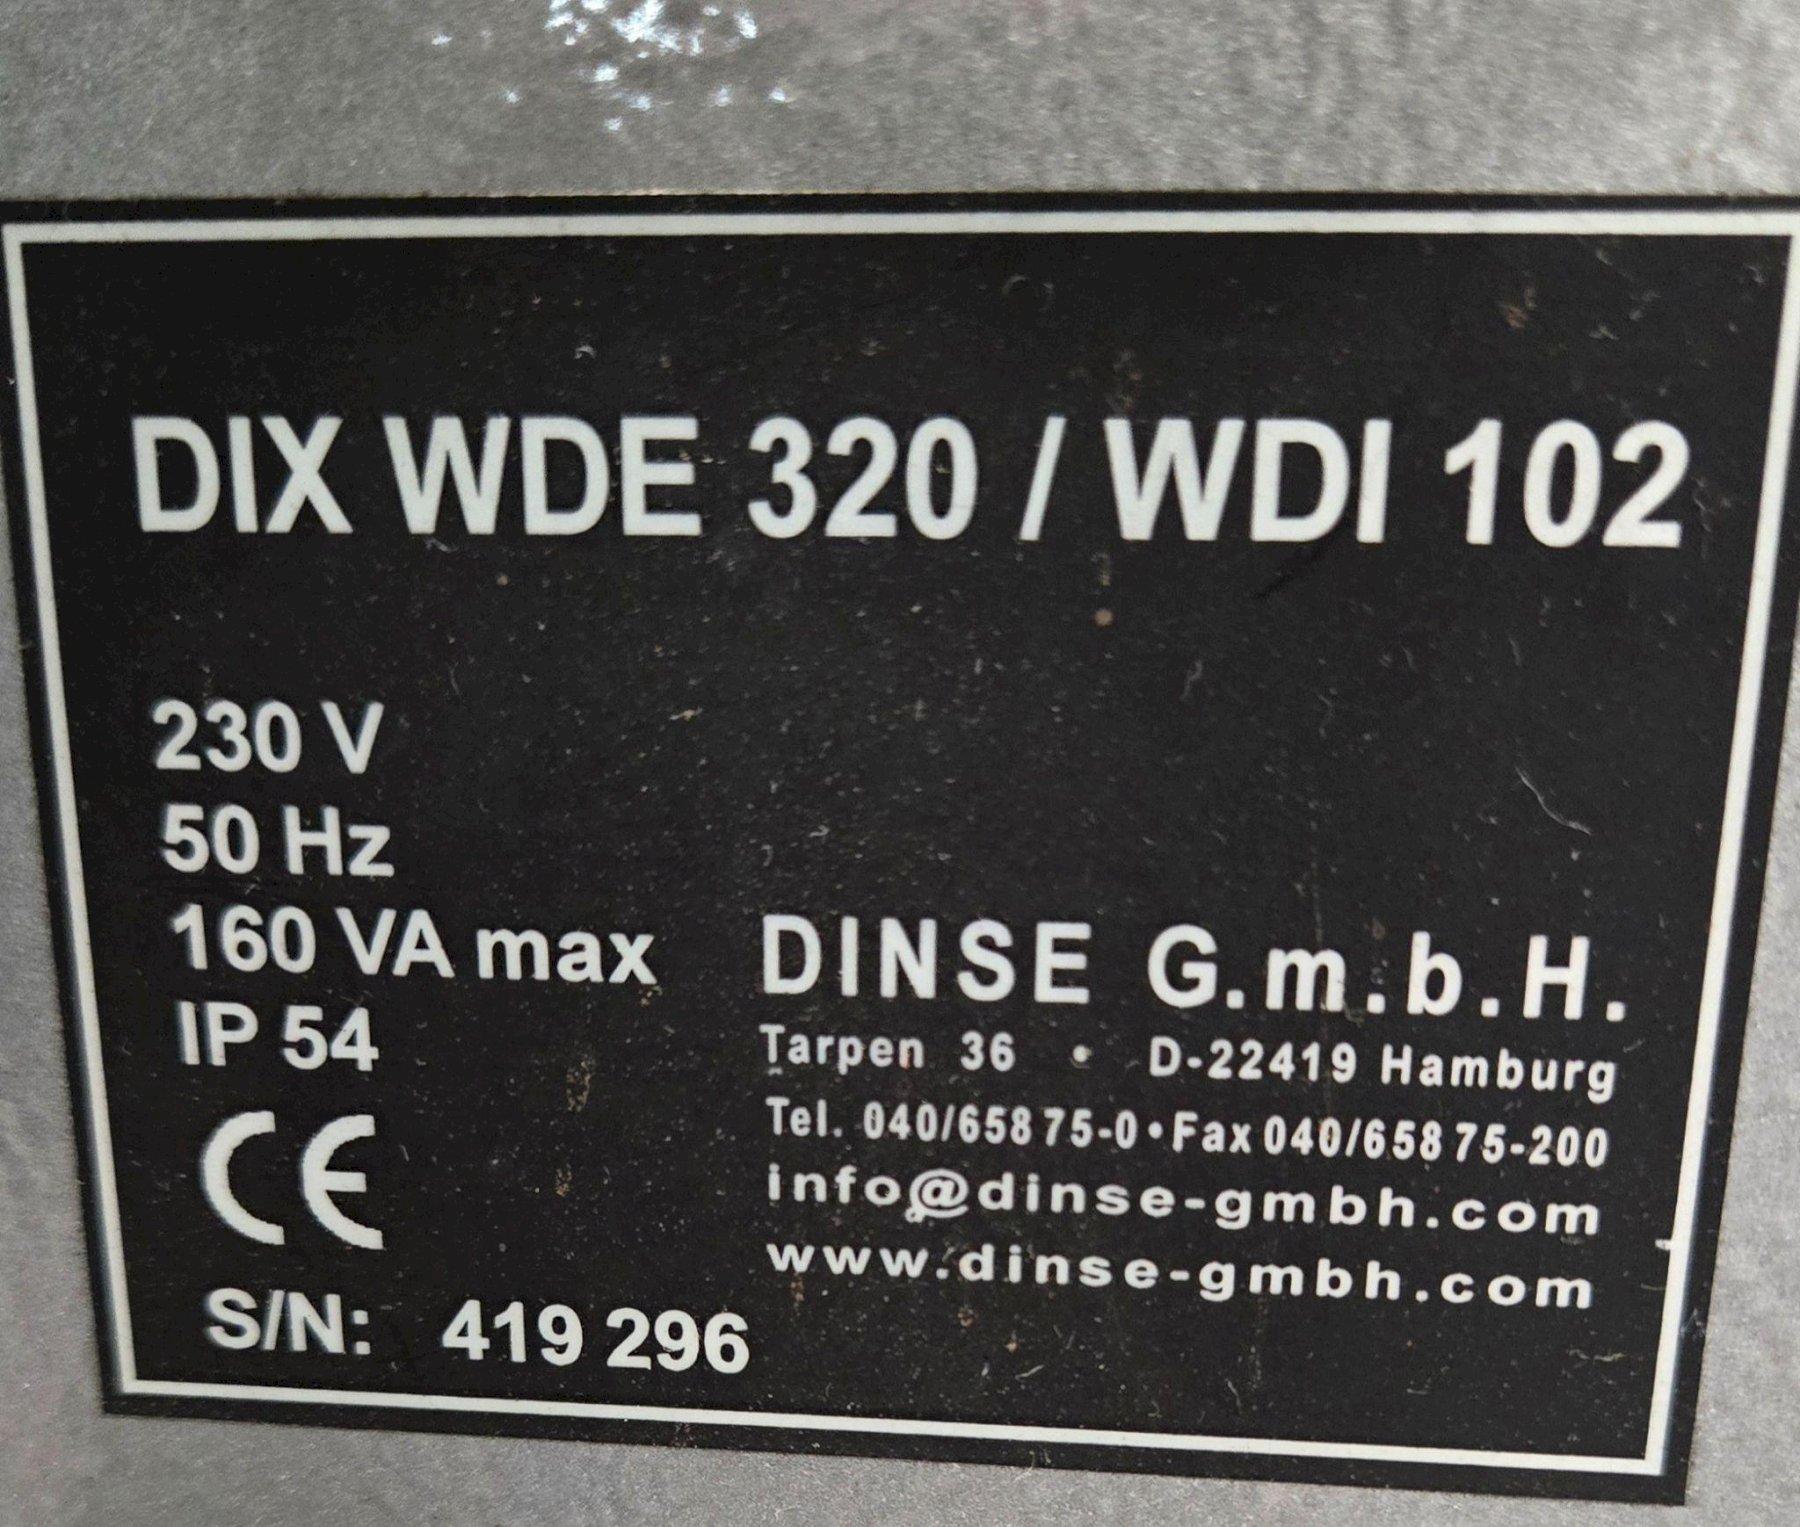 DIX WDE 320 / WDI 102
230 V
50 Hz
160 VA max
IP 54
CE
S/N: 419 296
DINSE G.m.b.H.
Tarpen 36 • D-22419 Hamburg
Tel. 040/658 75-0 • Fax 040/658 75-200
info@dinse-gmbh.com
www.dinse-gmbh.com